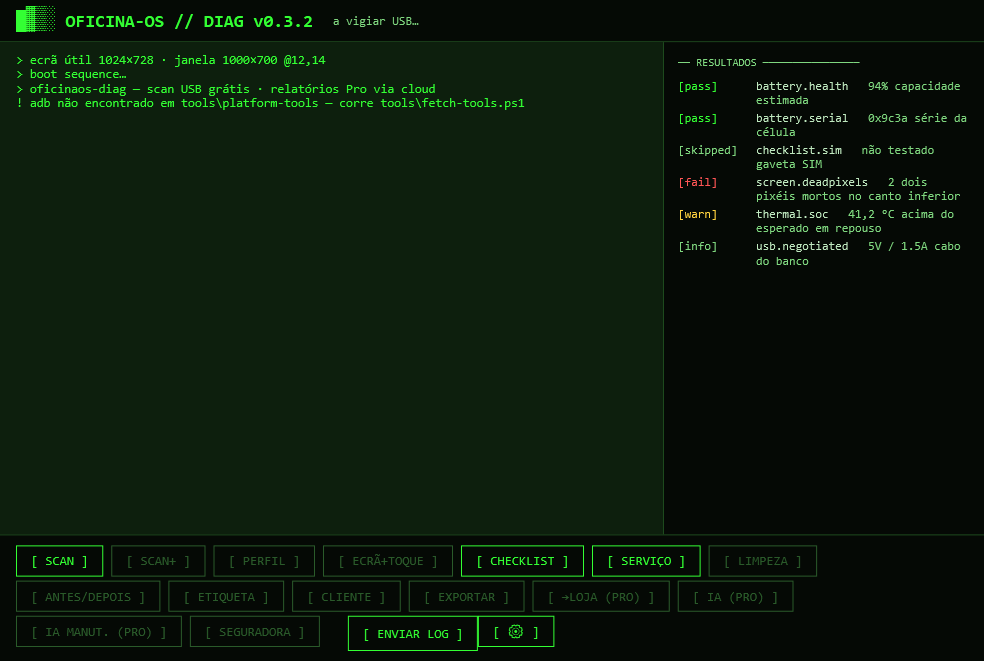 OFICINA-OS // DIAG v0.3.2 a vigiar USB…
> ecrã útil 1024×728 · janela 1000×700 @12,14
> boot sequence…
> oficinaos-diag — scan USB grátis · relatórios Pro via cloud
! adb não encontrado em tools\platform-tools — corre tools\fetch-tools.ps1
── RESULTADOS ────────────────
[pass] battery.health 94% capacidade
estimada
[pass] battery.serial 0x9c3a série da
célula
[skipped] checklist.sim não testado
gaveta SIM
[fail] screen.deadpixels 2 dois
pixéis mortos no canto inferior
[warn] thermal.soc 41,2 °C acima do
esperado em repouso
[info] usb.negotiated 5V / 1.5A cabo
do banco
[ SCAN ] [ SCAN+ ] [ PERFIL ] [ ECRÃ+TOQUE ] [ CHECKLIST ] [ SERVIÇO ] [ LIMPEZA ]
[ ANTES/DEPOIS ] [ ETIQUETA ] [ CLIENTE ] [ EXPORTAR ] [ →LOJA (PRO) ] [ IA (PRO) ]
[ IA MANUT. (PRO) ] [ SEGURADORA ] [ ENVIAR LOG ] [ ⚙ ]